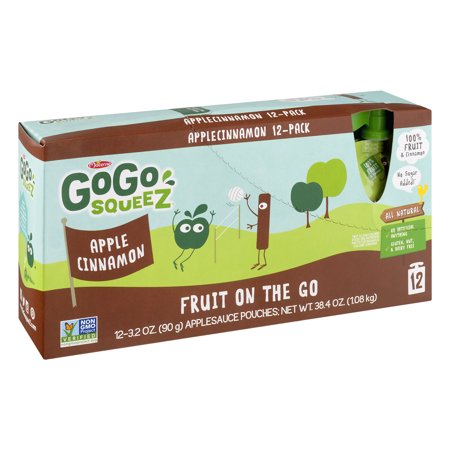 APPLECINNAMON 12-PACK
APPLECINNAMON 12-PACK
GoGo
SQUEEZ
APPLE
CINNAMON
100%
FRUIT
& Cinnamon
No Sugar
Added!
ALL NATURAL
NO ARTIFICIAL
ANYTHING
GLUTEN, NUT,
& DAIRY FREE
FRUIT ON THE GO
12
NON
GMO
Project
VERIFIED
12-3.2 OZ. (90 g) APPLESAUCE POUCHES; NET WT. 38.4 OZ. (1.08 kg)